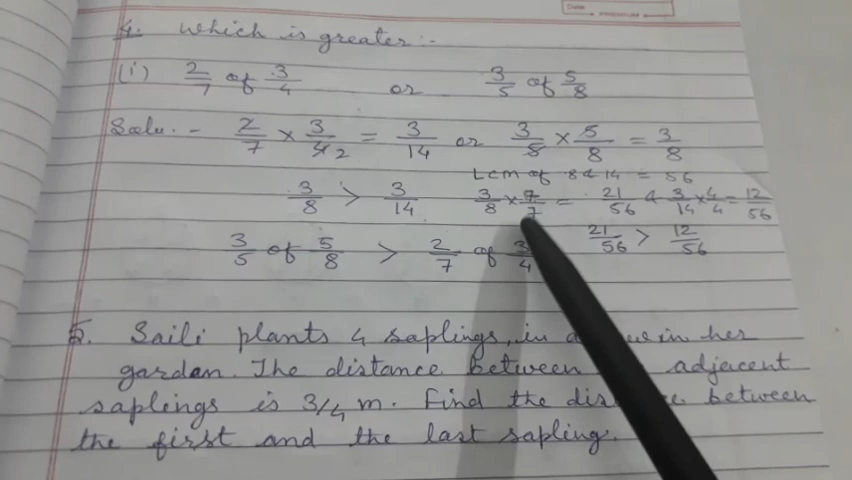 4. Which is greater :-
(i) 2/7 of 3/4 or 3/5 of 5/8
Solu. - 2/7 × 3/4 2 = 3/14 or 3/5 × 5/8 = 3/8
Lcm of 8 & 14 = 56
3/8 > 3/14 3/8 × 7/7 = 21/56 & 3/14 × 4/4 = 12/56
3/5 of 5/8 > 2/7 of 3/4 21/56 > 12/56
5. Saili plants 4 saplings, in a in her
gardan. The distance between adjacent
saplings is 3/4 m. Find the between
the first and the last sapling.